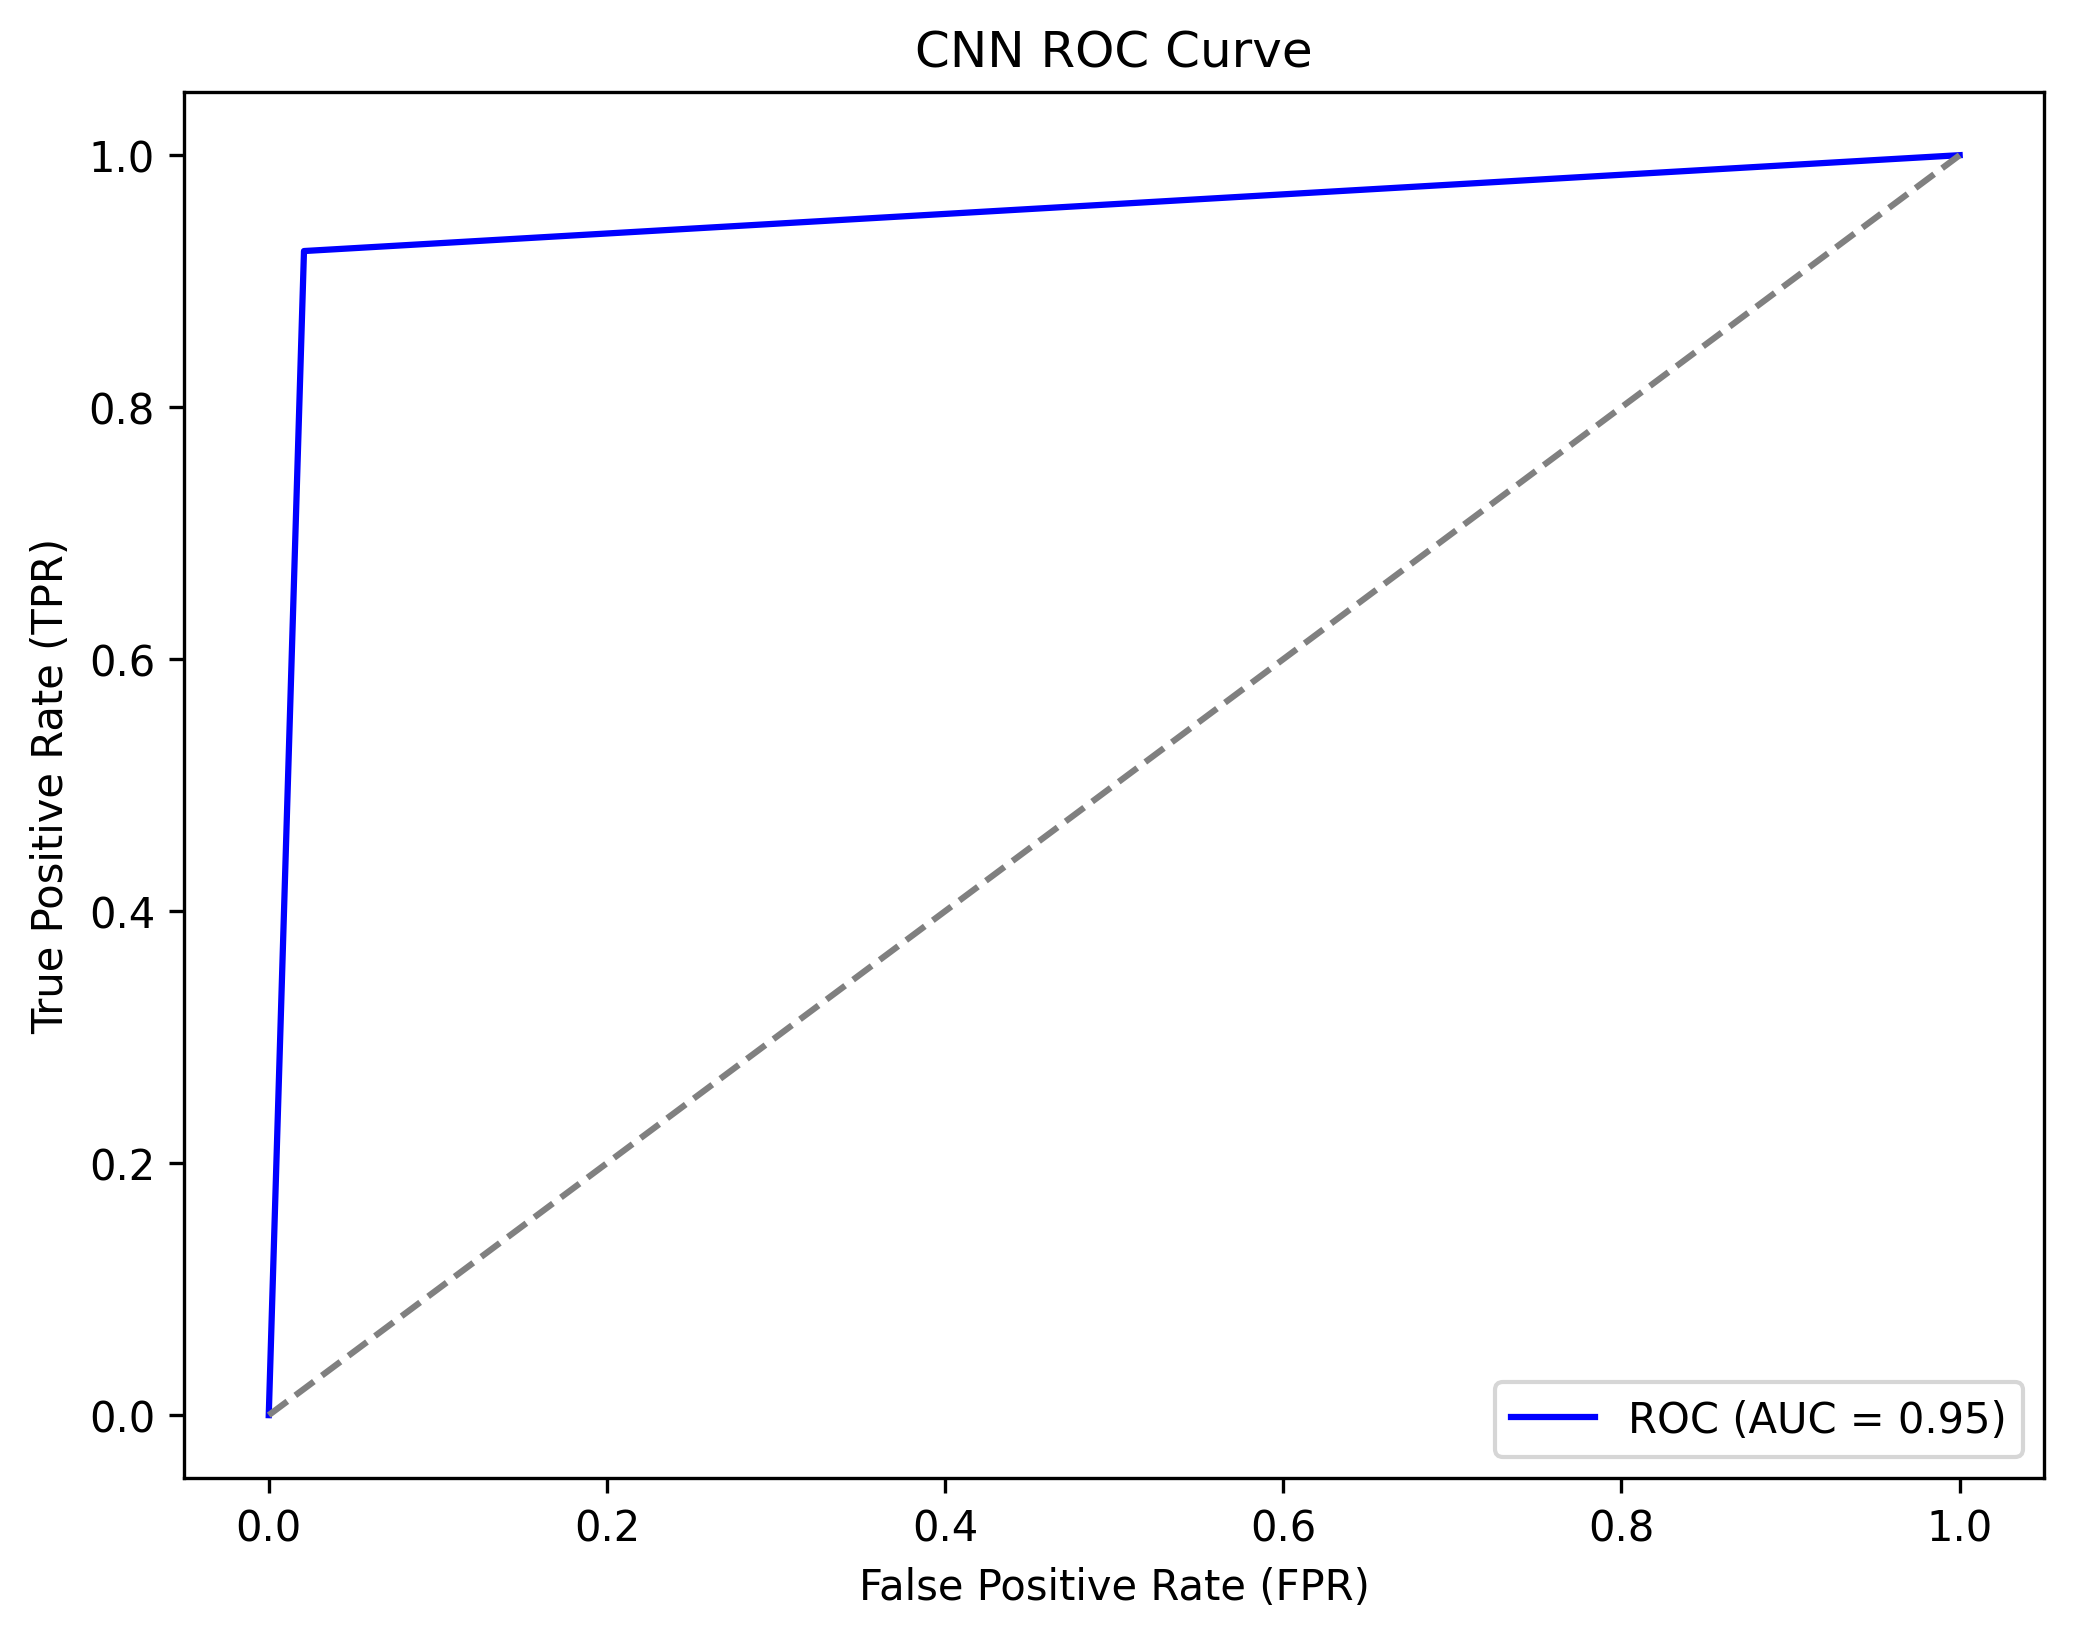 CNN ROC Curve
True Positive Rate (TPR)
1.0
0.8
0.6
0.4
0.2
0.0
0.0 0.2 0.4 0.6 0.8 1.0
False Positive Rate (FPR)
ROC (AUC = 0.95)